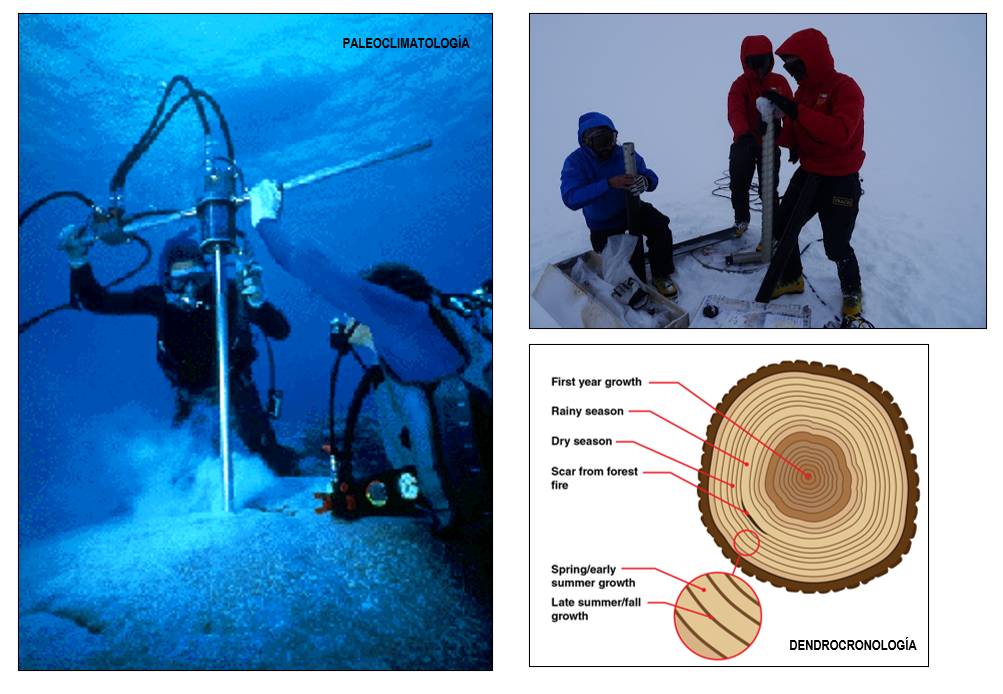 PALEOCLIMATOLOGÍA
First year growth
Rainy season
Dry season
Scar from forest
fire
Spring/early
summer growth
Late summer/fall
growth
DENDROCRONOLOGÍA